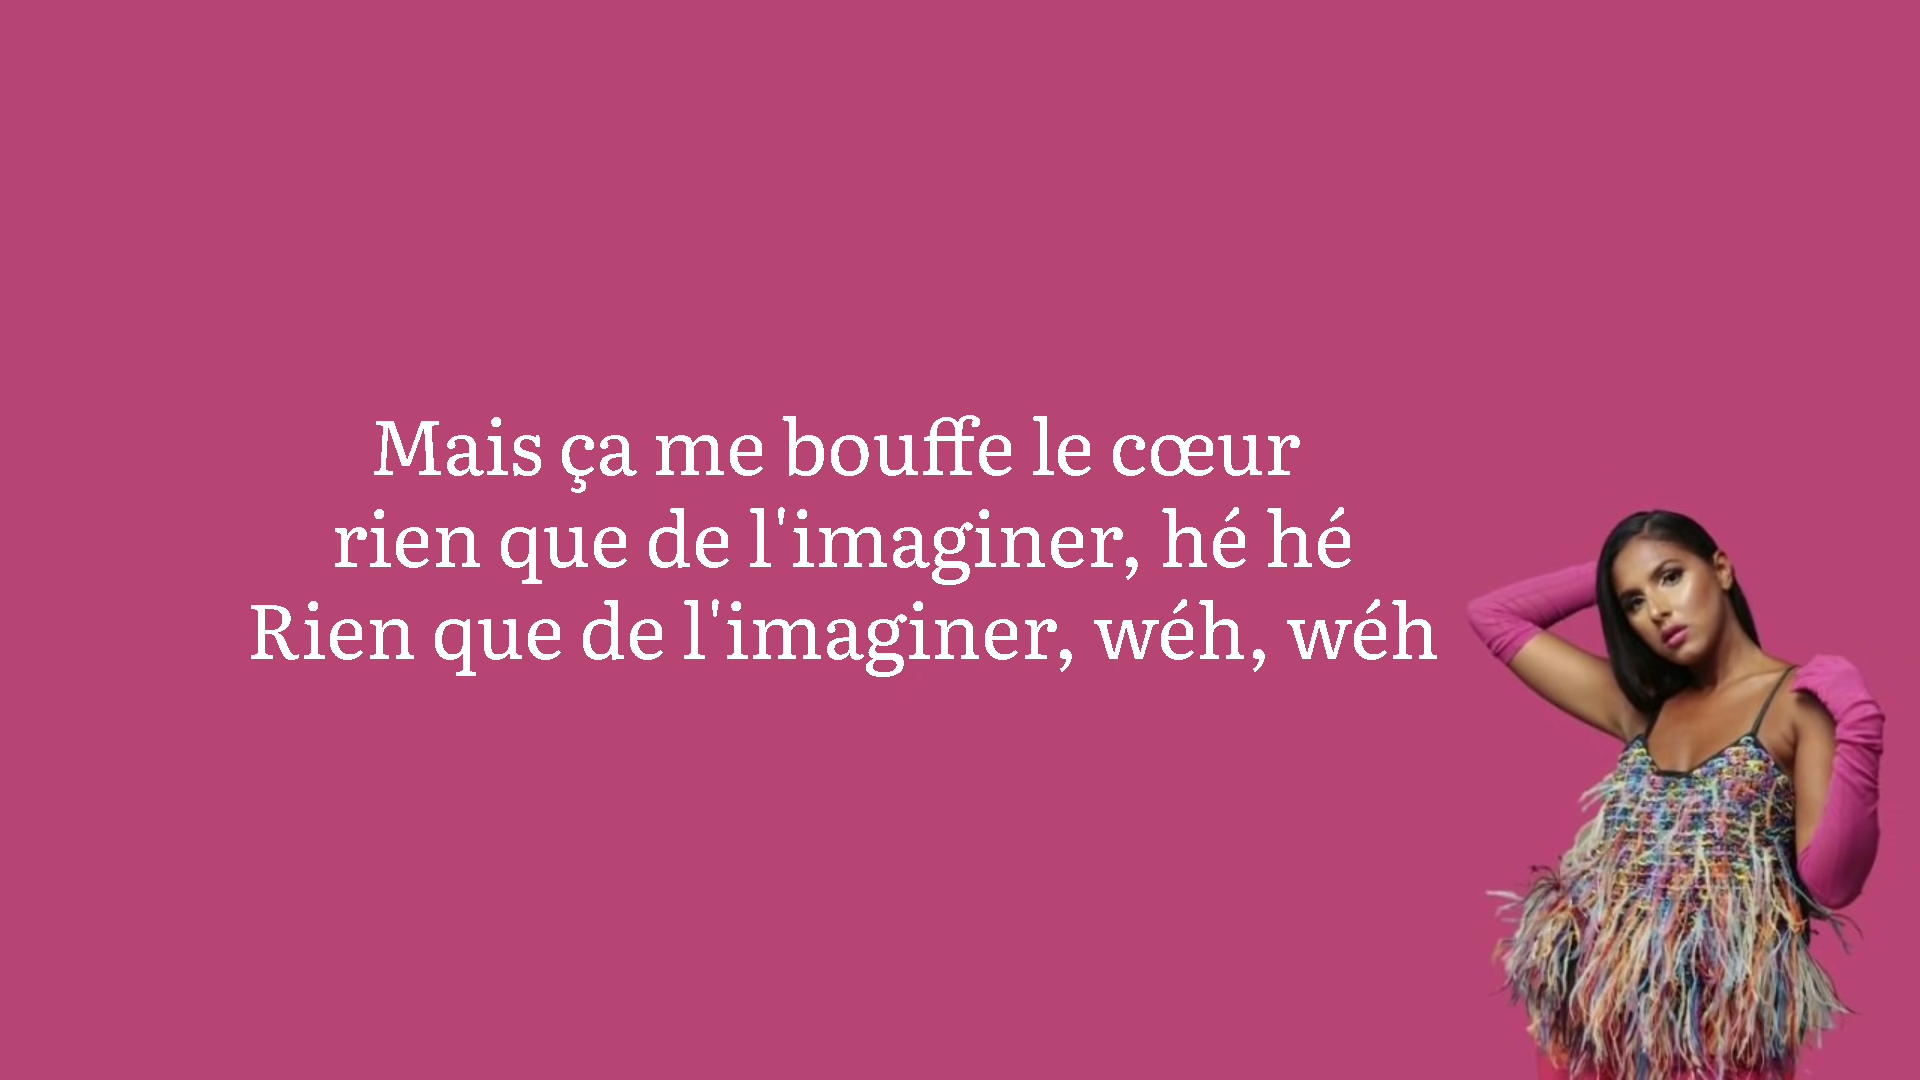 Mais ça me bouffe le cœur
rien que de l'imaginer, hé hé
Rien que de l'imaginer, wéh, wéh